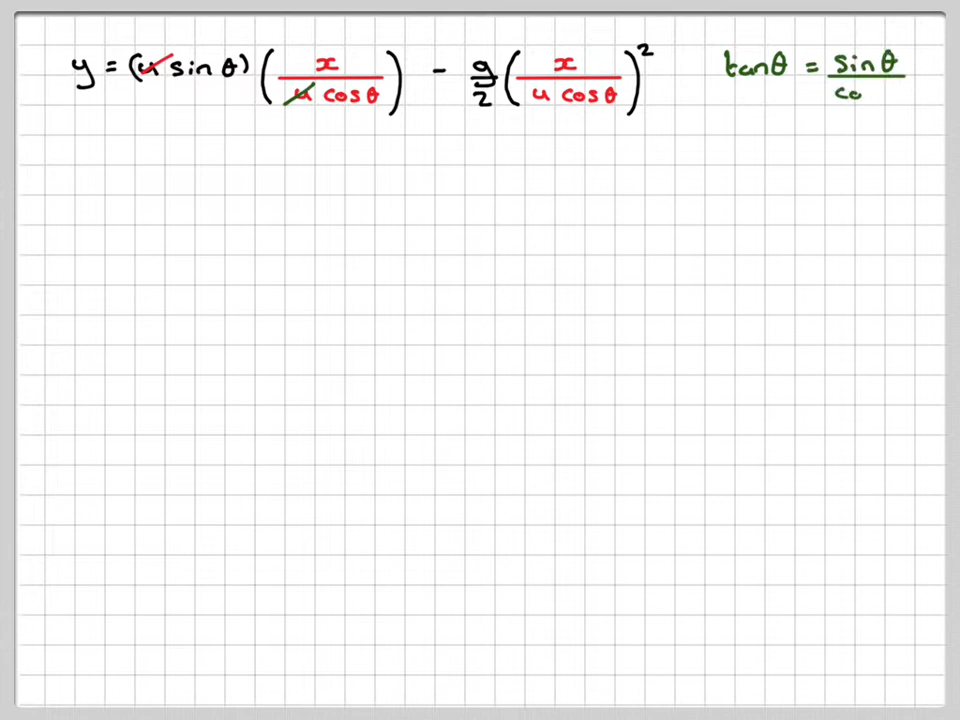 y = (u sin θ) (x / u cos θ) - g/2 (x / u cos θ)² tan θ = sin θ / co